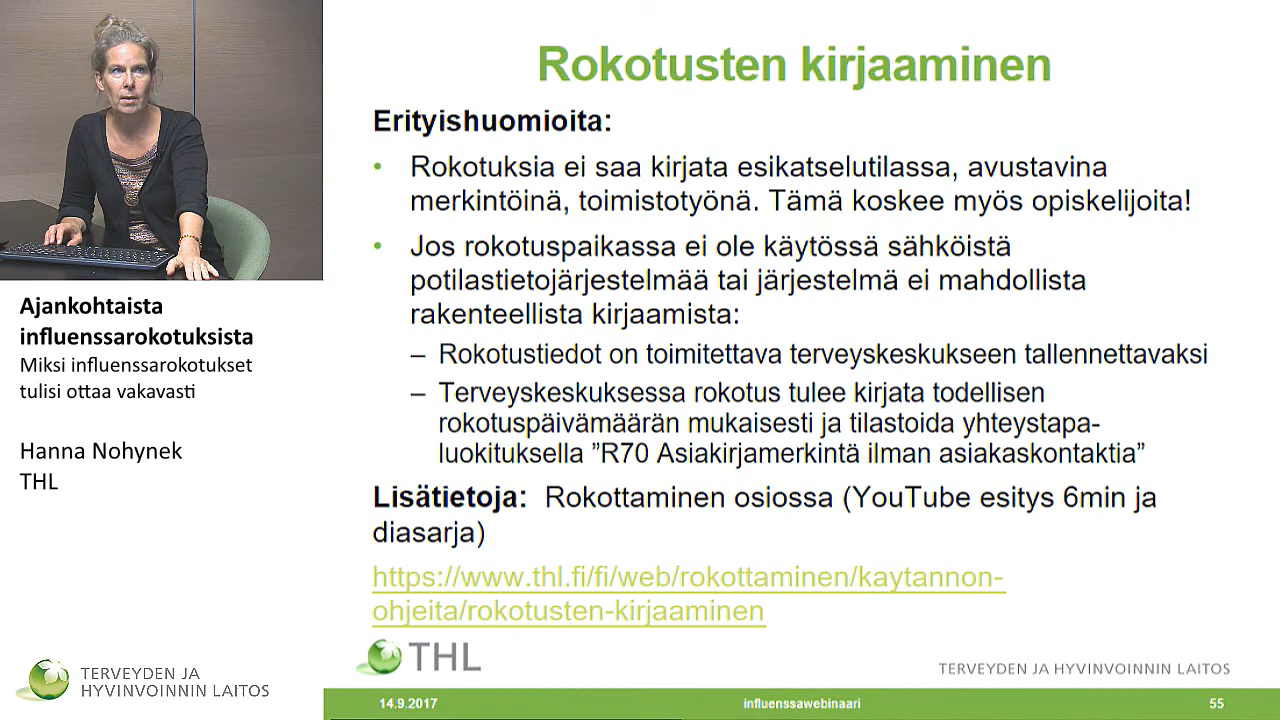 Rokotusten kirjaaminen
Erityishuomioita:
• Rokotuksia ei saa kirjata esikatselutilassa, avustavina
merkintöinä, toimistotyönä. Tämä koskee myös opiskelijoita!
• Jos rokotuspaikassa ei ole käytössä sähköistä
potilastietojärjestelmää tai järjestelmä ei mahdollista
rakenteellista kirjaamista:
– Rokotustiedot on toimitettava terveyskeskukseen tallennettavaksi
– Terveyskeskuksessa rokotus tulee kirjata todellisen
rokotuspäivämäärän mukaisesti ja tilastoida yhteystapa-
luokituksella ”R70 Asiakirjamerkintä ilman asiakaskontaktia”
Lisätietoja: Rokottaminen osiossa (YouTube esitys 6min ja
diasarja)
https://www.thl.fi/fi/web/rokottaminen/kaytannon-
ohjeita/rokotusten-kirjaaminen
THL
TERVEYDEN JA HYVINVOINNIN LAITOS
14.9.2017 influenssawebinaari 55
Ajankohtaista
influenssarokotuksista
Miksi influenssarokotukset
tulisi ottaa vakavasti
Hanna Nohynek
THL
TERVEYDEN JA
HYVINVOINNIN LAITOS